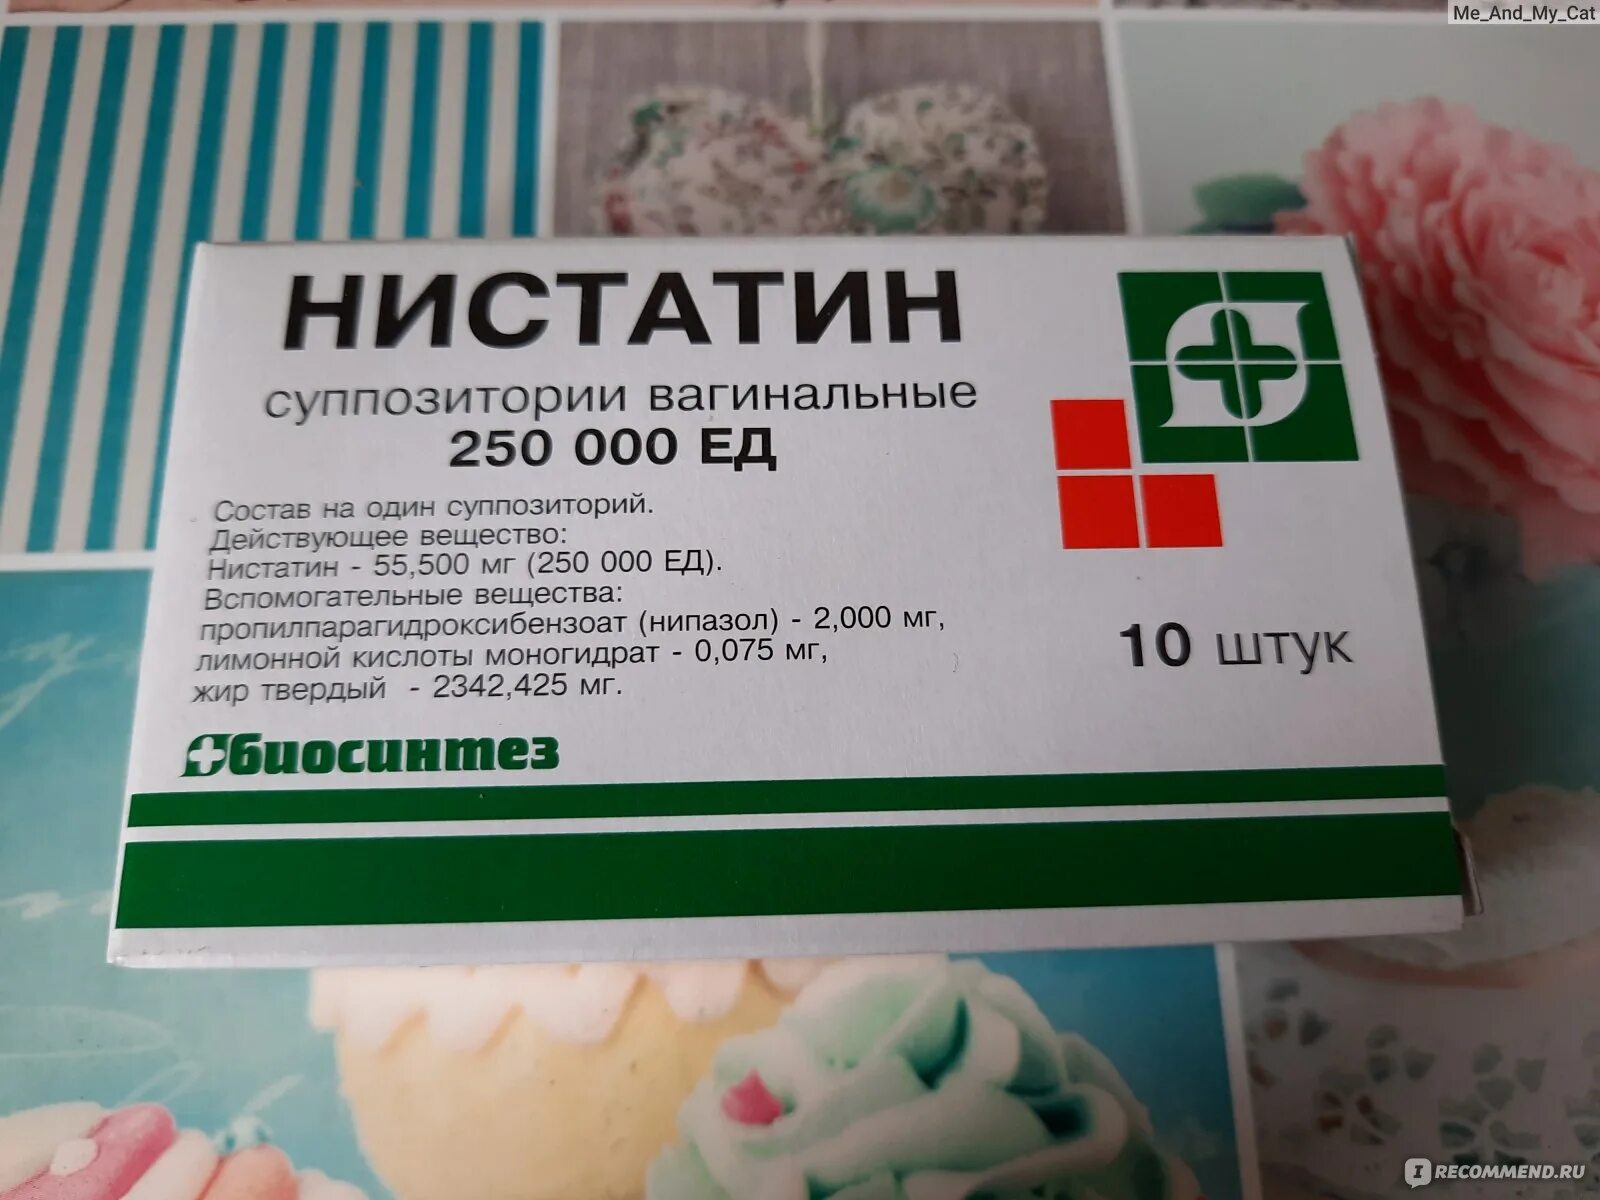 Me_And_My_Cat
НИСТАТИН
суппозитории вагинальные
250 000 ЕД
Состав на один суппозиторий.
Действующее вещество:
Нистатин - 55,500 мг (250 000 ЕД).
Вспомогательные вещества:
пропилпарагидроксибензоат (нипазол) - 2,000 мг,
лимонной кислоты моногидрат - 0,075 мг,
жир твердый - 2342,425 мг.
10 штук
биосинтез
IRECOMMEND.RU